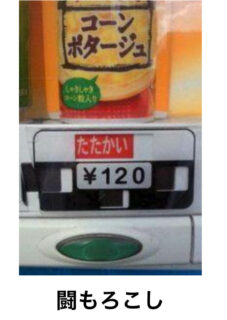 コーン
ポタージュ
しゃきしゃき
コーン粒入り
たたかい
¥120
闘もろこし